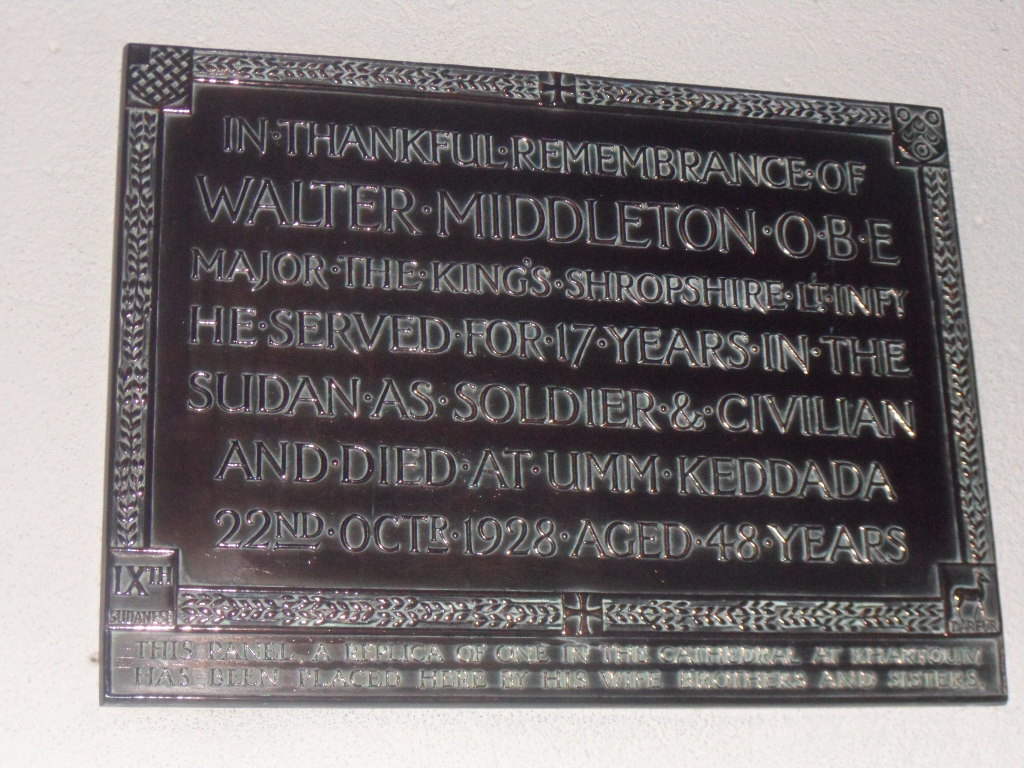 IN·THANKFUL·REMEMBRANCE·OF
WALTER·MIDDLETON·O·B·E
MAJOR·THE·KING'S·SHROPSHIRE·LT·INFY
HE·SERVED·FOR·17·YEARS·IN·THE
SUDAN·AS·SOLDIER·&·CIVILIAN
AND·DIED·AT·UMM·KEDDADA
22ND·OCTR·1928·AGED·48·YEARS
IXTH
SUDANESE
DARFUR
THIS PANEL, A REPLICA OF ONE IN THE CATHEDRAL AT KHARTOUM
HAS BEEN PLACED HERE BY HIS WIFE BROTHERS AND SISTERS